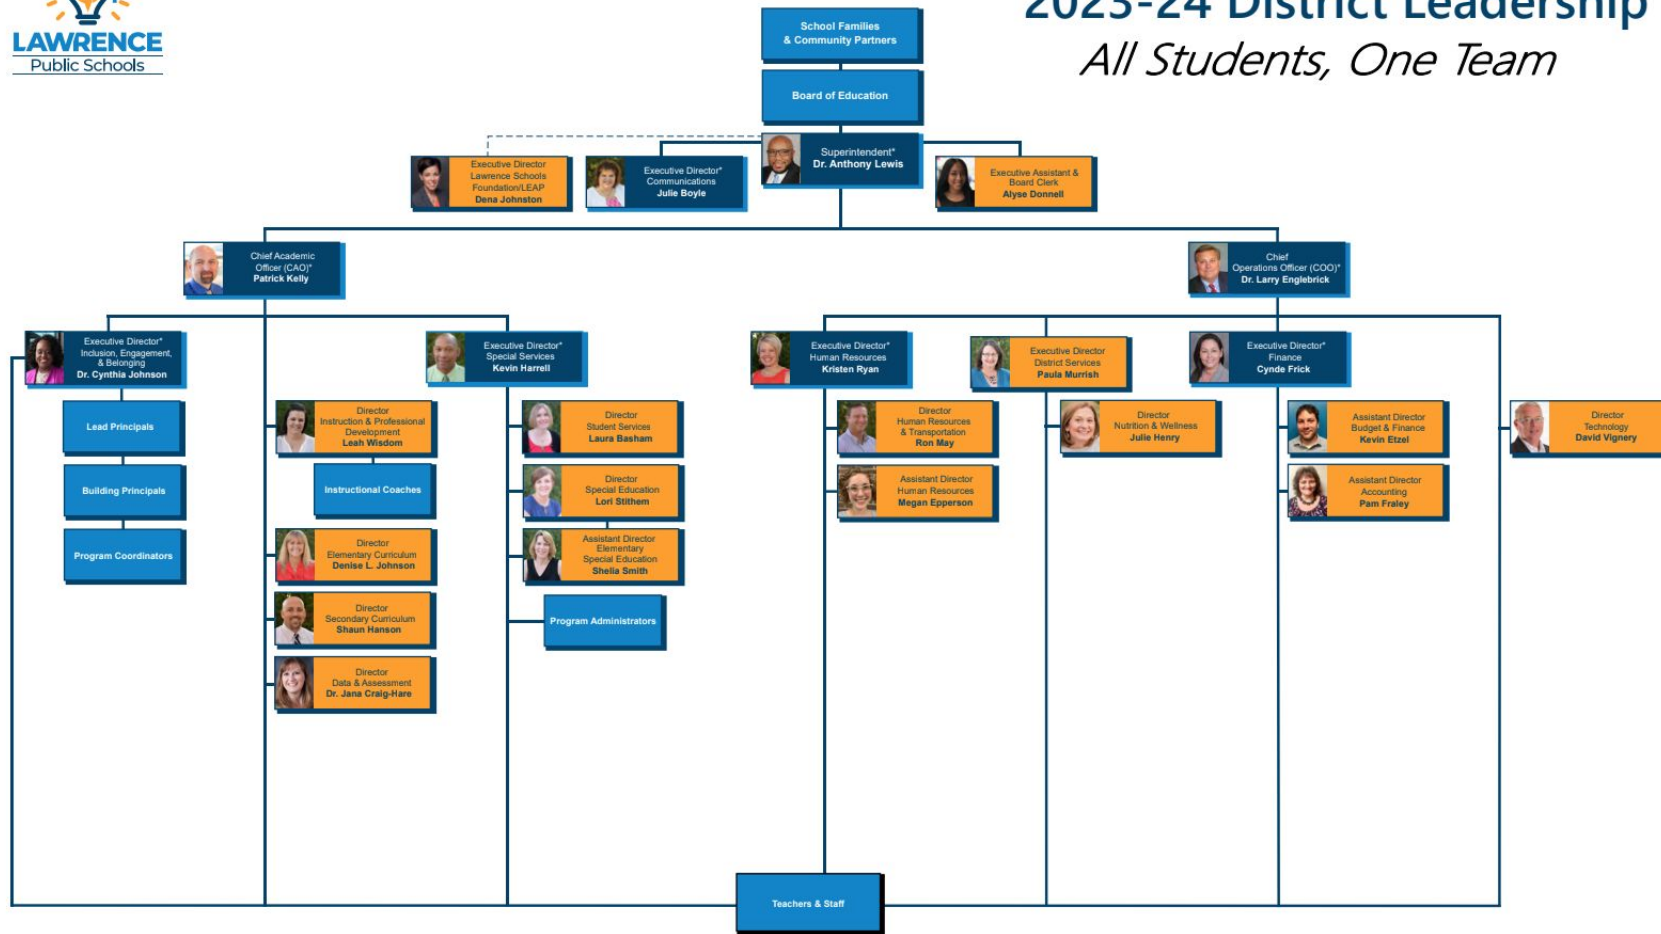 LAWRENCE
Public Schools
2023-24 District Leadership
All Students, One Team
School Families
& Community Partners
Board of Education
Superintendent*
Dr. Anthony Lewis
Executive Director
Lawrence Schools
Foundation/LEAP
Dena Johnston
Executive Director*
Communications
Julie Boyle
Executive Assistant &
Board Clerk
Alyse Donnell
Chief Academic
Officer (CAO)*
Patrick Kelly
Chief
Operations Officer (COO)*
Dr. Larry Englebrick
Executive Director*
Inclusion, Engagement,
& Belonging
Dr. Cynthia Johnson
Executive Director*
Special Services
Kevin Harrell
Executive Director*
Human Resources
Kristen Ryan
Executive Director
District Services
Paula Murrish
Executive Director*
Finance
Cynde Frick
Lead Principals
Building Principals
Program Coordinators
Director
Instruction & Professional
Development
Leah Wisdom
Instructional Coaches
Director
Elementary Curriculum
Denise L. Johnson
Director
Secondary Curriculum
Shaun Hanson
Director
Data & Assessment
Dr. Jana Craig-Hare
Director
Student Services
Laura Basham
Director
Special Education
Lori Stithem
Assistant Director
Elementary
Special Education
Shelia Smith
Program Administrators
Director
Human Resources
& Transportation
Ron May
Assistant Director
Human Resources
Megan Epperson
Director
Nutrition & Wellness
Julie Henry
Assistant Director
Budget & Finance
Kevin Etzel
Assistant Director
Accounting
Pam Fraley
Director
Technology
David Vignery
Teachers & Staff